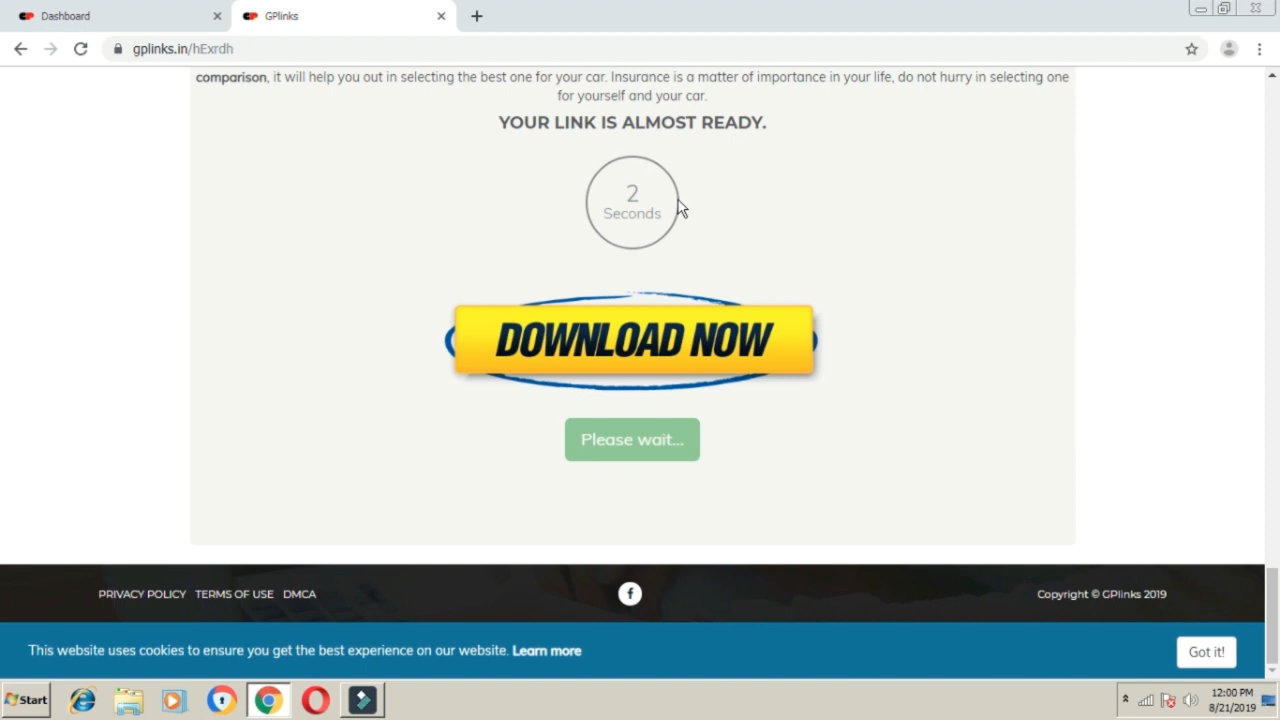 Dashboard
GPlinks
gplinks.in/hExrdh
comparison, it will help you out in selecting the best one for your car. Insurance is a matter of importance in your life, do not hurry in selecting one
for yourself and your car.
YOUR LINK IS ALMOST READY.
2
Seconds
DOWNLOAD NOW
Please wait...
PRIVACY POLICY TERMS OF USE DMCA
Copyright © GPlinks 2019
This website uses cookies to ensure you get the best experience on our website. Learn more
Got it!
Start
12:00 PM
8/21/2019